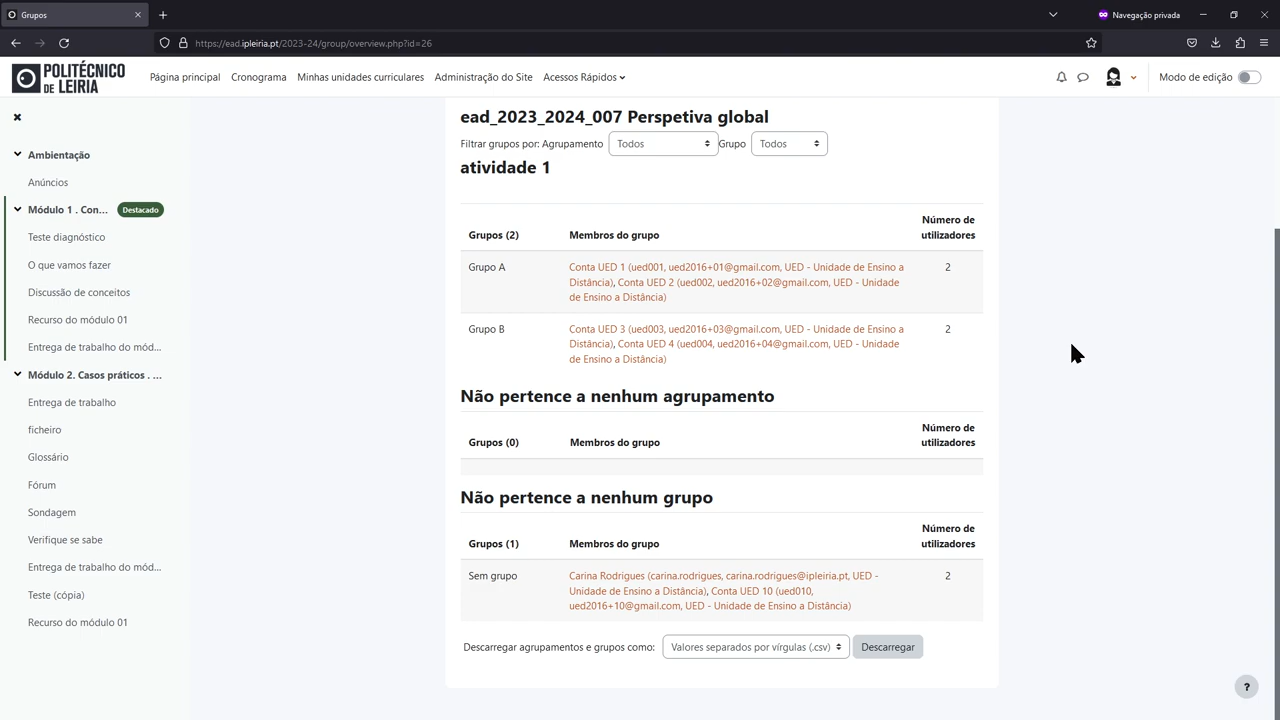 Grupos
Navegação privada
https://ead.ipleiria.pt/2023-24/group/overview.php?id=26
POLITÉCNICO
DE LEIRIA
Página principal
Cronograma
Minhas unidades curriculares
Administração do Site
Acessos Rápidos
Modo de edição
Ambientação
Anúncios
Módulo 1 . Con...
Destacado
Teste diagnóstico
O que vamos fazer
Discussão de conceitos
Recurso do módulo 01
Entrega de trabalho do mód...
Módulo 2. Casos práticos . ...
Entrega de trabalho
ficheiro
Glossário
Fórum
Sondagem
Verifique se sabe
Entrega de trabalho do mód...
Teste (cópia)
Recurso do módulo 01
ead_2023_2024_007 Perspetiva global
Filtrar grupos por: Agrupamento Todos Grupo Todos
atividade 1
Grupos (2)
Membros do grupo
Número de
utilizadores
Grupo A
Conta UED 1 (ued001, ued2016+01@gmail.com, UED - Unidade de Ensino a
Distância), Conta UED 2 (ued002, ued2016+02@gmail.com, UED - Unidade
de Ensino a Distância)
2
Grupo B
Conta UED 3 (ued003, ued2016+03@gmail.com, UED - Unidade de Ensino a
Distância), Conta UED 4 (ued004, ued2016+04@gmail.com, UED - Unidade
de Ensino a Distância)
2
Não pertence a nenhum agrupamento
Grupos (0)
Membros do grupo
Número de
utilizadores
Não pertence a nenhum grupo
Grupos (1)
Membros do grupo
Número de
utilizadores
Sem grupo
Carina Rodrigues (carina.rodrigues, carina.rodrigues@ipleiria.pt, UED -
Unidade de Ensino a Distância), Conta UED 10 (ued010,
ued2016+10@gmail.com, UED - Unidade de Ensino a Distância)
2
Descarregar agrupamentos e grupos como: Valores separados por vírgulas (.csv) Descarregar
?